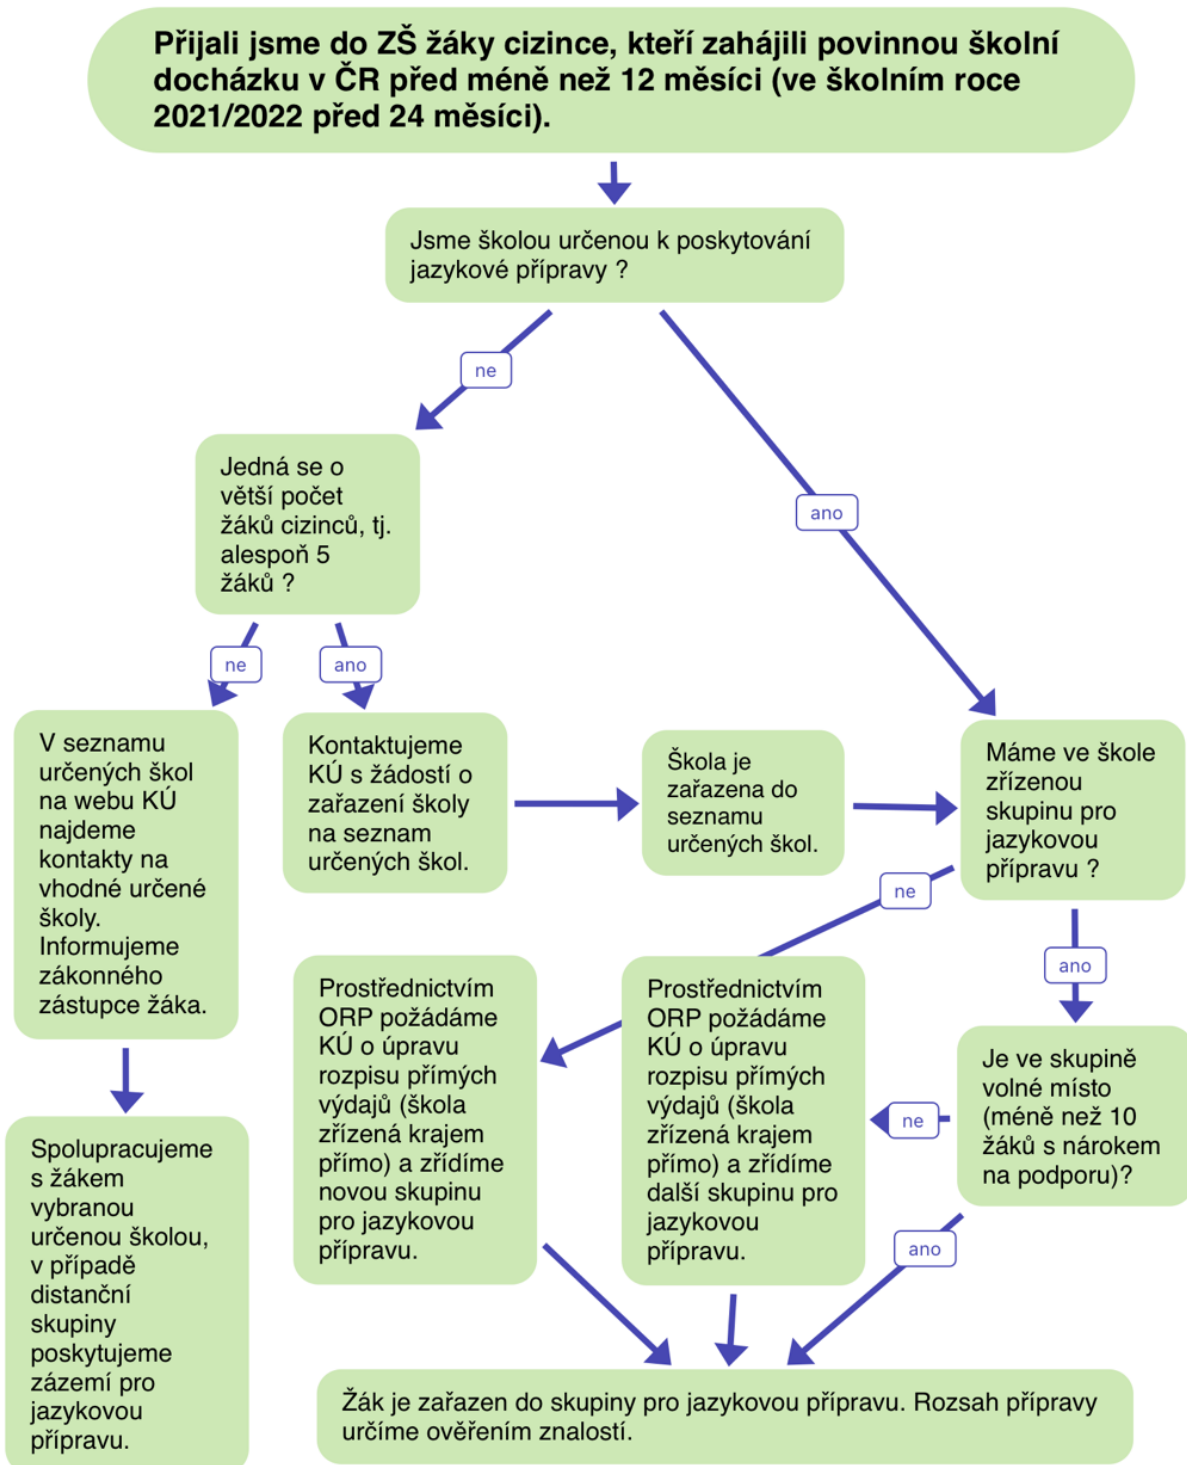 Přijali jsme do ZŠ žáky cizince, kteří zahájili povinnou školní
docházku v ČR před méně než 12 měsíci (ve školním roce
2021/2022 před 24 měsíci).
Jsme školou určenou k poskytování
jazykové přípravy ?
ne
ano
Jedná se o
větší počet
žáků cizinců, tj.
alespoň 5
žáků ?
ne
ano
V seznamu
určených škol
na webu KÚ
najdeme
kontakty na
vhodné určené
školy.
Informujeme
zákonného
zástupce žáka.
Kontaktujeme
KÚ s žádostí o
zařazení školy
na seznam
určených škol.
Škola je
zařazena do
seznamu
určených škol.
Máme ve škole
zřízenou
skupinu pro
jazykovou
přípravu ?
ne
ano
Prostřednictvím
ORP požádáme
KÚ o úpravu
rozpisu přímých
výdajů (škola
zřízená krajem
přímo) a zřídíme
novou skupinu
pro jazykovou
přípravu.
Prostřednictvím
ORP požádáme
KÚ o úpravu
rozpisu přímých
výdajů (škola
zřízená krajem
přímo) a zřídíme
další skupinu pro
jazykovou
přípravu.
Je ve skupině
volné místo
(méně než 10
žáků s nárokem
na podporu)?
ne
ano
Spolupracujeme
s žákem
vybranou
určenou školou,
v případě
distanční
skupiny
poskytujeme
zázemí pro
jazykovou
přípravu.
Žák je zařazen do skupiny pro jazykovou přípravu. Rozsah přípravy
určíme ověřením znalostí.